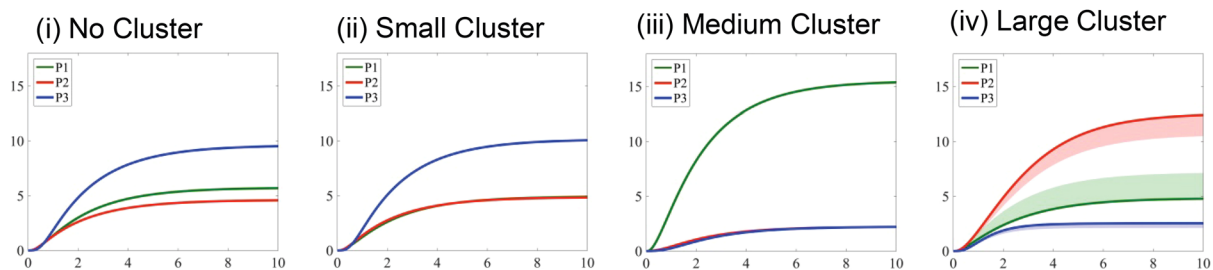 (i) No Cluster
(ii) Small Cluster
(iii) Medium Cluster
(iv) Large Cluster
P1
P2
P3
15
10
5
0
0 2 4 6 8 10
P1
P2
P3
15
10
5
0
0 2 4 6 8 10
P1
P2
P3
15
10
5
0
0 2 4 6 8 10
P1
P2
P3
15
10
5
0
0 2 4 6 8 10